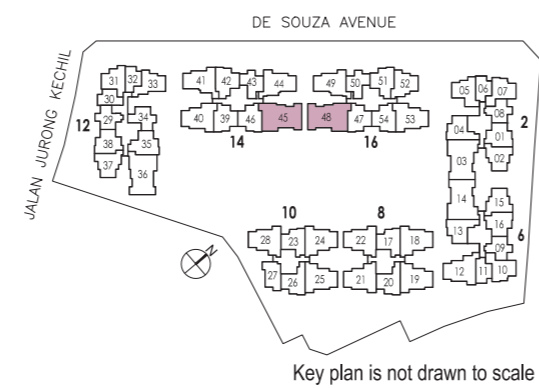 DE SOUZA AVENUE
JALAN JURONG KECHIL
31 32 33
30
29
38
37
34
35
36
12
41 42 43 44
40 39 46 45
14
49 50 51 52
48 47 54 53
16
05 06 07
08
04 01
03 02
2
14 15
13 16
09
12 11 10
6
10
28 23 24
27 26 25
8
22 17 18
21 20 19
N
Key plan is not drawn to scale